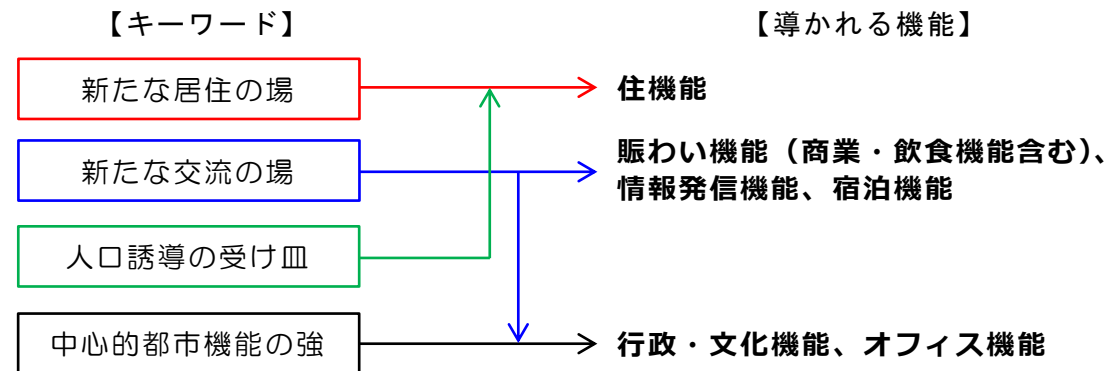 【キーワード】
【導かれる機能】
新たな居住の場
住機能
新たな交流の場
賑わい機能（商業・飲食機能含む）、
情報発信機能、宿泊機能
人口誘導の受け皿
中心的都市機能の強
行政・文化機能、オフィス機能